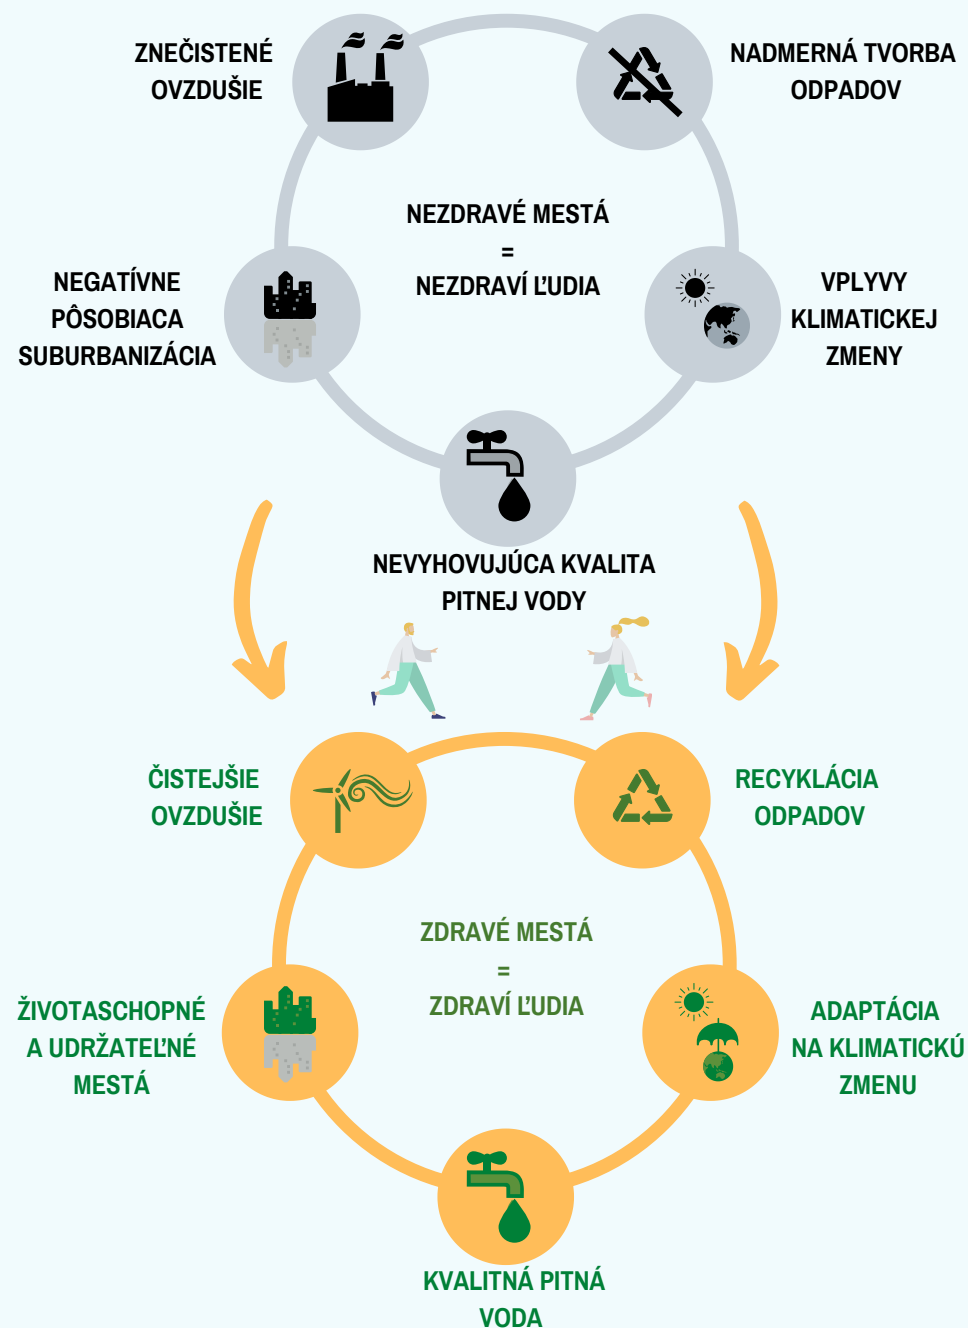 ZNEČISTENÉ
OVZDUŠIE
NADMERNÁ TVORBA
ODPADOV
NEZDRAVÉ MESTÁ
=
NEZDRAVÍ ĽUDIA
NEGATÍVNE
PÔSOBIACA
SUBURBANIZÁCIA
VPLYVY
KLIMATICKEJ
ZMENY
NEVYHOVUJÚCA KVALITA
PITNEJ VODY
ČISTEJŠIE
OVZDUŠIE
RECYKLÁCIA
ODPADOV
ZDRAVÉ MESTÁ
=
ZDRAVÍ ĽUDIA
ŽIVOTASCHOPNÉ
A UDRŽATEĽNÉ
MESTÁ
ADAPTÁCIA
NA KLIMATICKÚ
ZMENU
KVALITNÁ PITNÁ
VODA